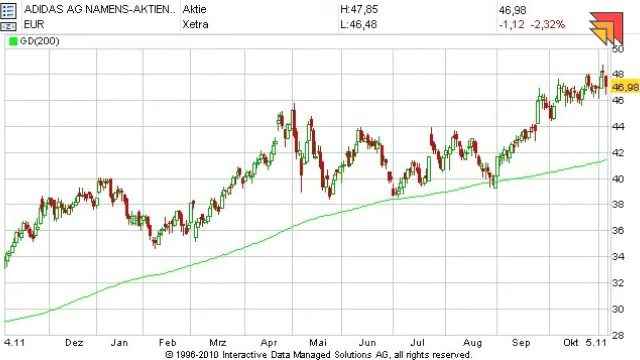 ADIDAS AG NAMENS-AKTIEN.. Aktie H:47,85 46,98
EUR Xetra L:46,48 -1,12 -2,32%
GD(200)
50
48
46,98
46
44
42
40
38
36
34
32
30
28
4.11 Dez Jan Feb Mar Apr Mai Jun Jul Aug Sep Okt 5.11
© 1996-2010 Interactive Data Managed Solutions AG, all rights reserved.